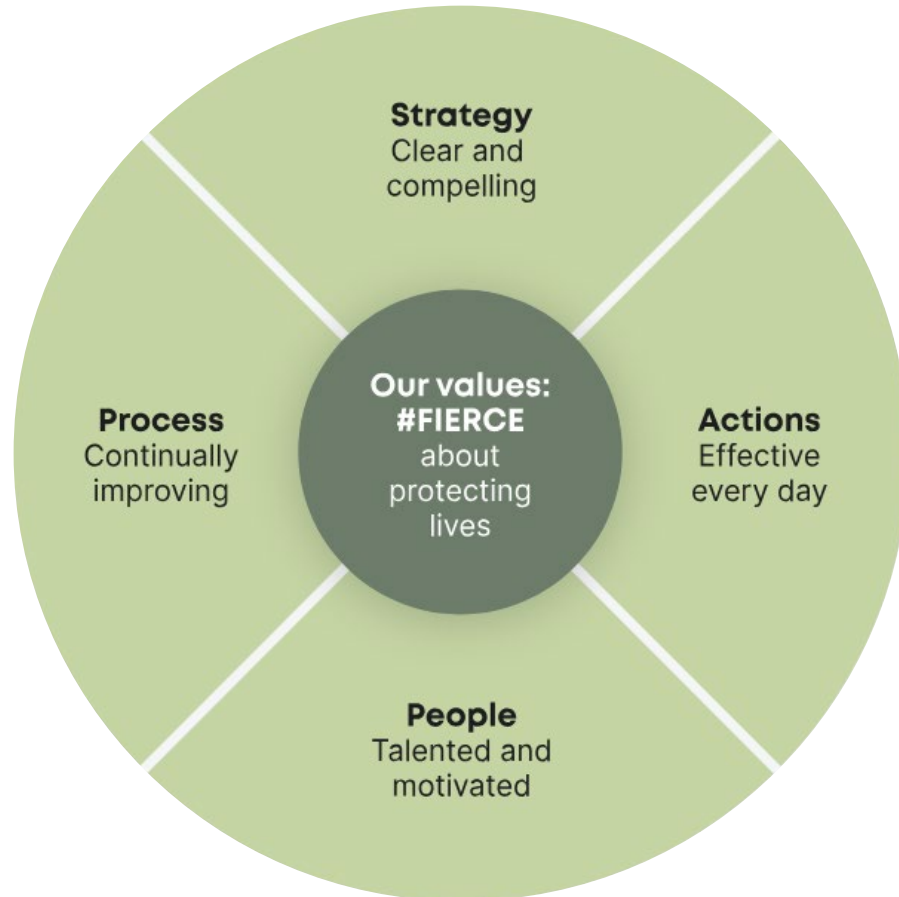 Strategy
Clear and
compelling
Process
Continually
improving
Our values:
#FIERCE
about
protecting
lives
Actions
Effective
every day
People
Talented and
motivated